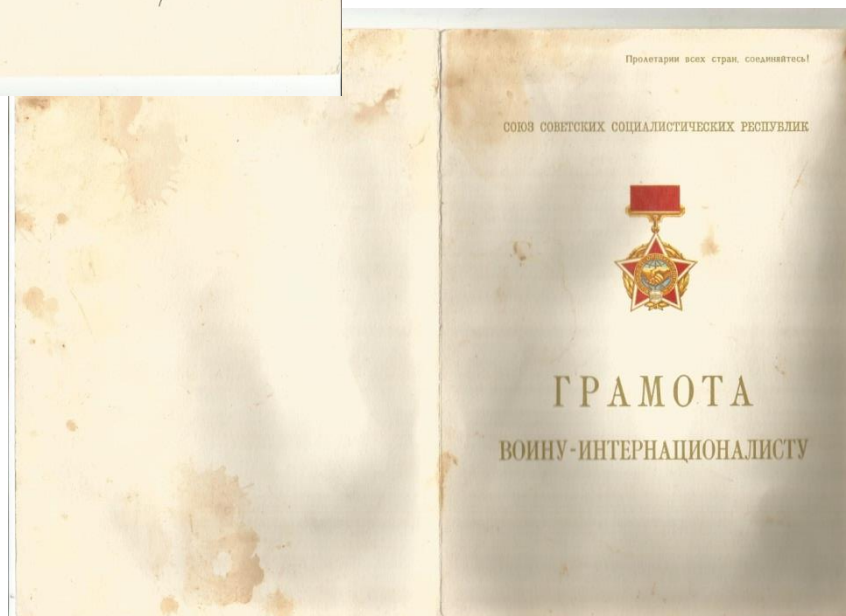 Пролетарии всех стран, соединяйтесь!
СОЮЗ СОВЕТСКИХ СОЦИАЛИСТИЧЕСКИХ РЕСПУБЛИК
ГРАМОТА
ВОИНУ-ИНТЕРНАЦИОНАЛИСТУ